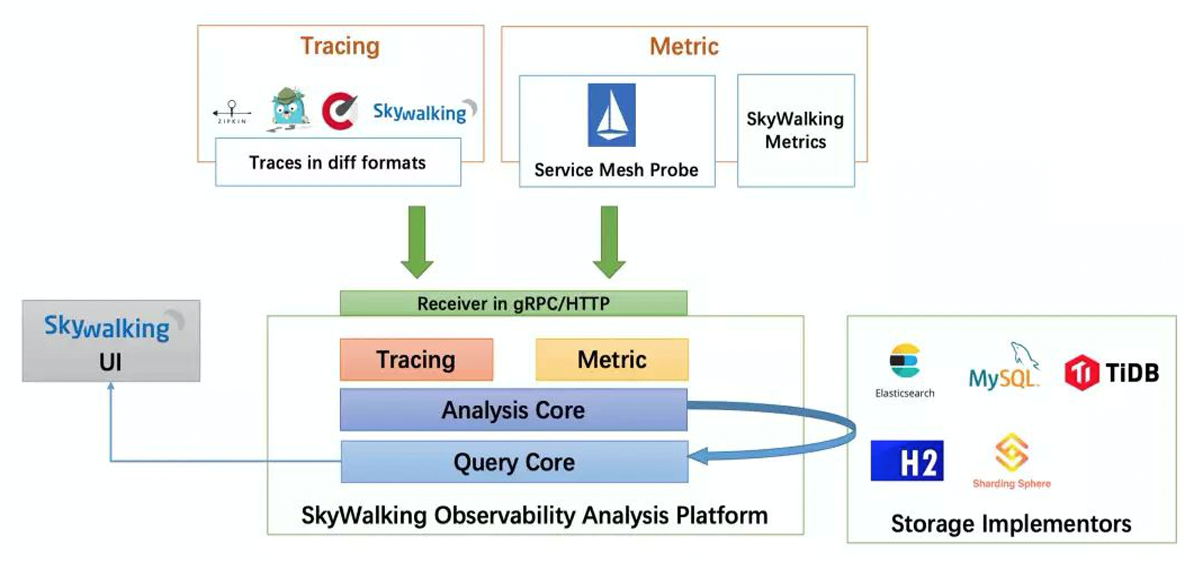 Tracing
ZIPKIN
Skywalking
Traces in diff formats
Metric
Service Mesh Probe
SkyWalking
Metrics
Receiver in gRPC/HTTP
Skywalking
UI
Tracing
Metric
Analysis Core
Query Core
SkyWalking Observability Analysis Platform
Elasticsearch
MySQL
TiDB
H2
Sharding Sphere
Storage Implementors